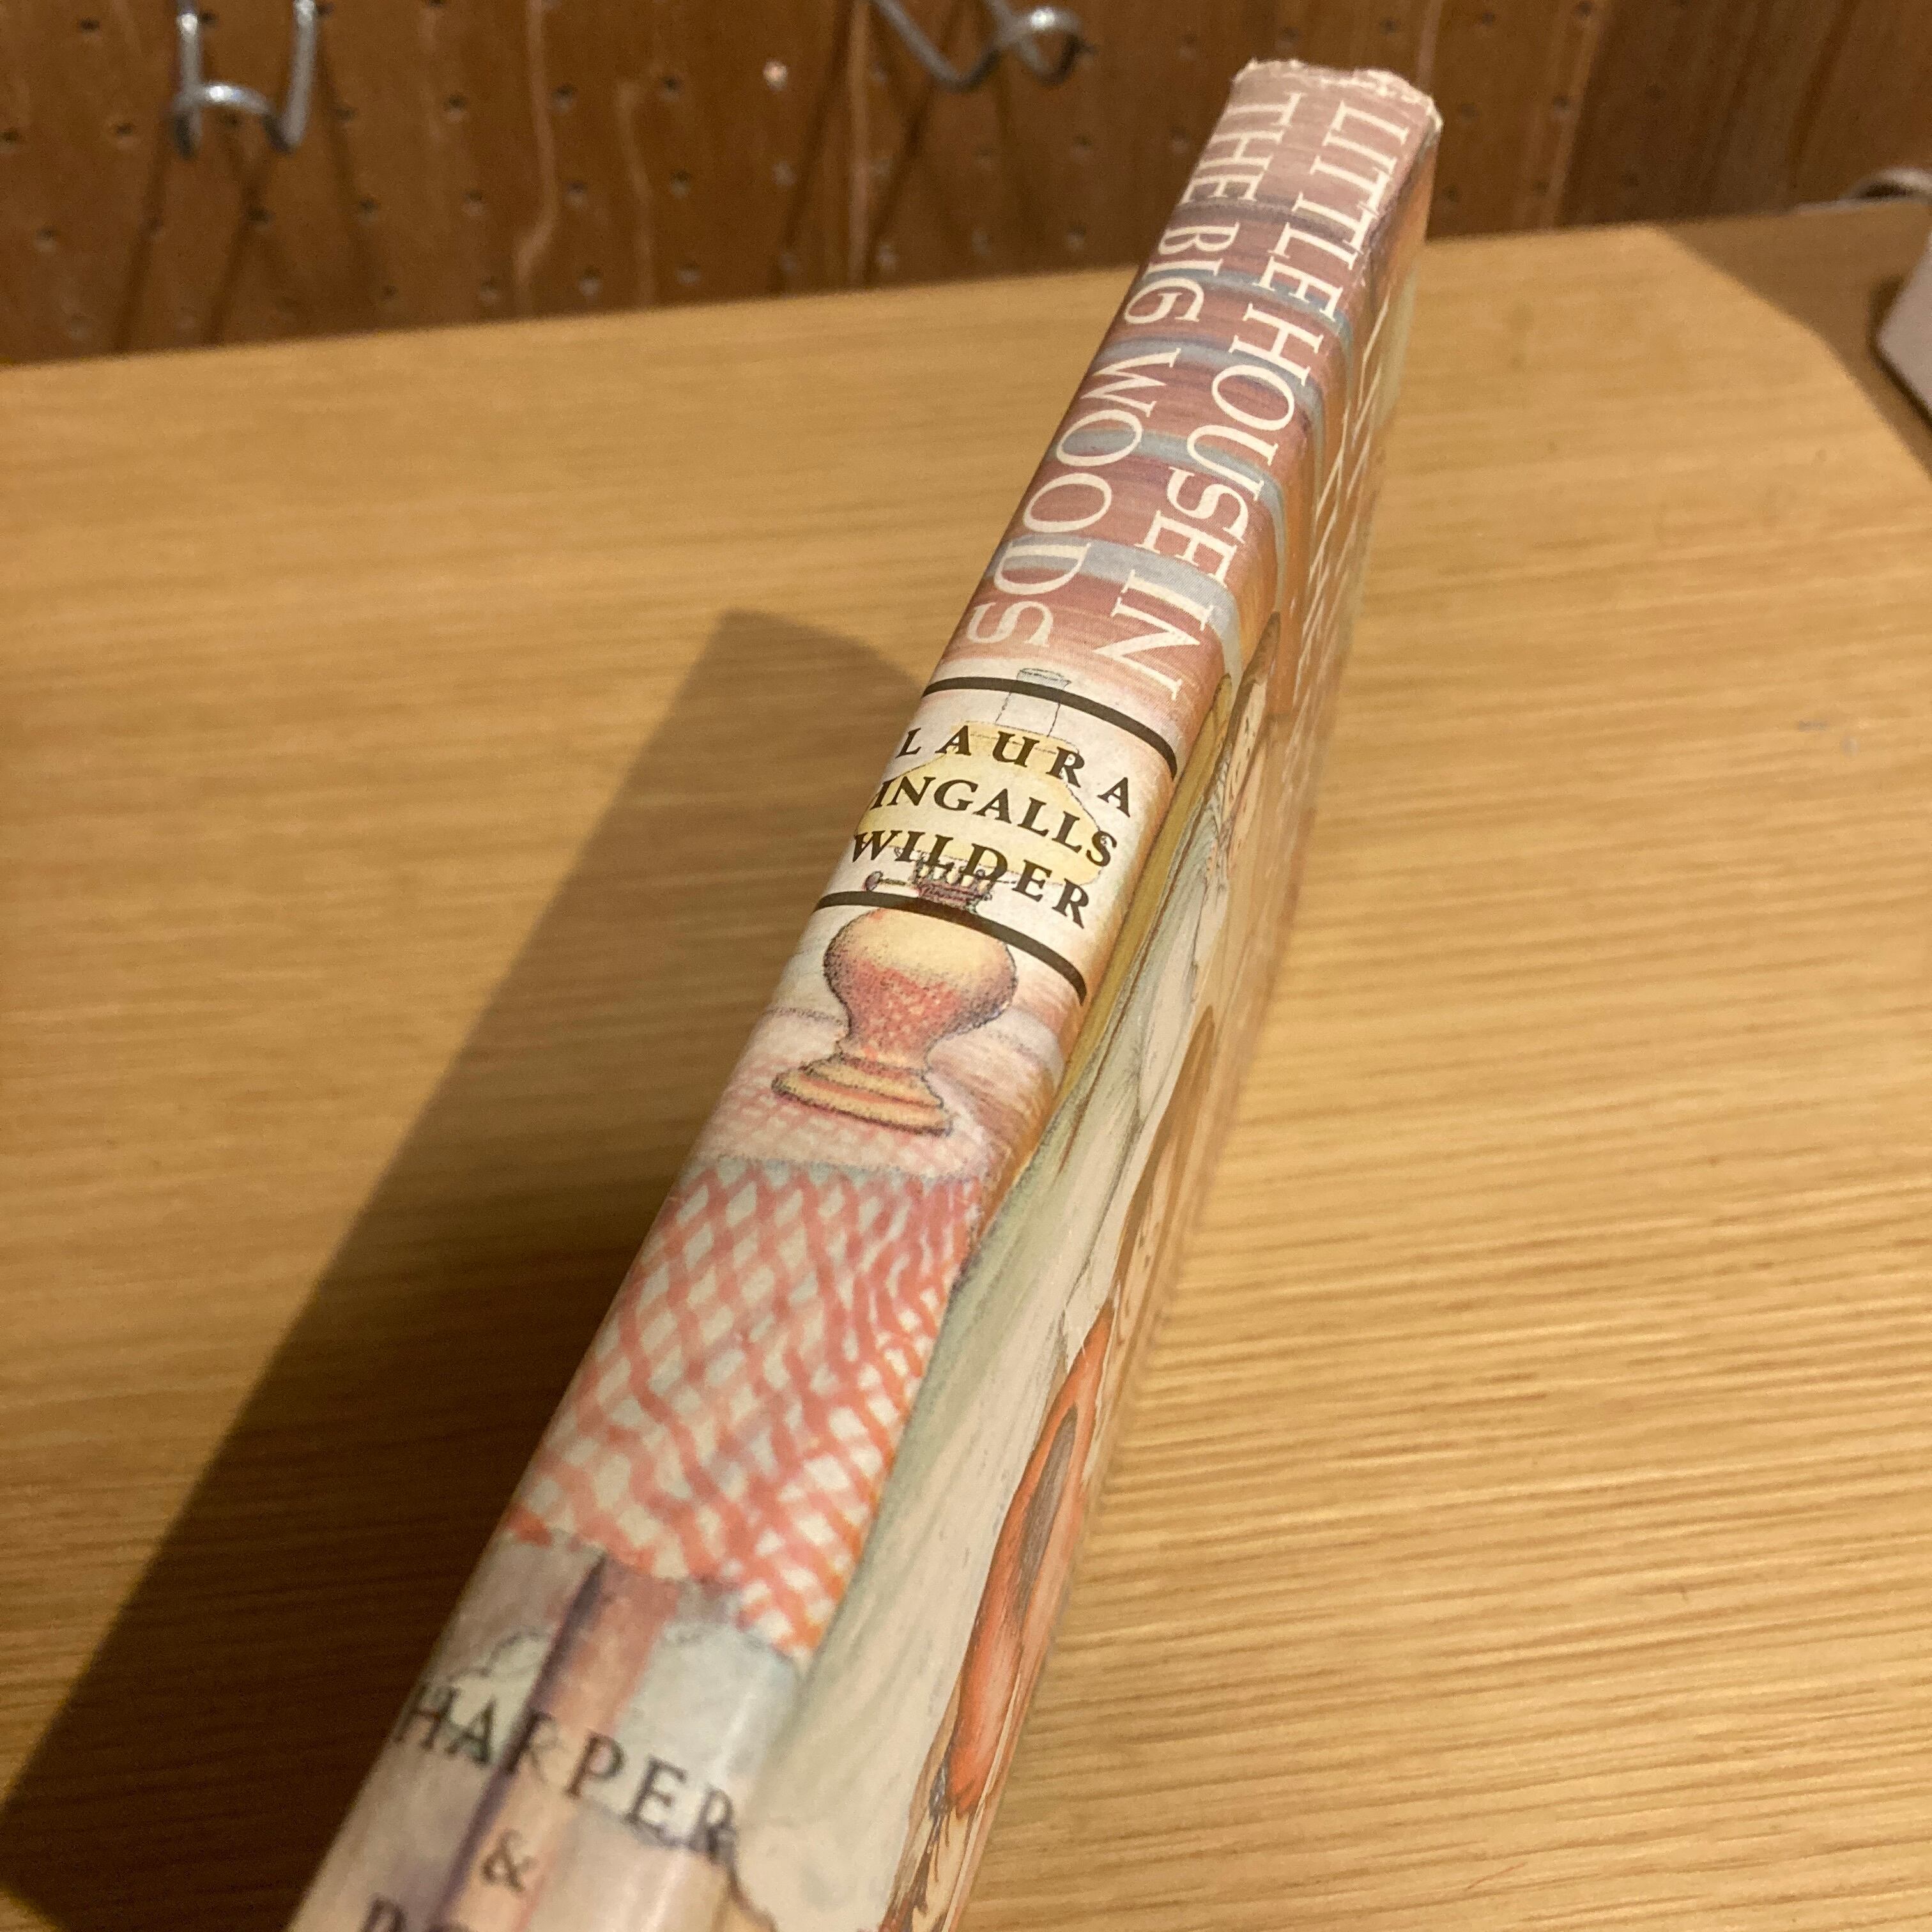 LITTLE HOUSE IN
THE BIG WOODS
LAURA
INGALLS
WILDER
HARPER
&